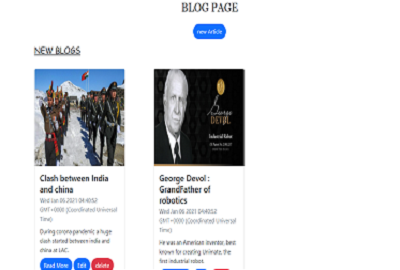 BLOG PAGE
new Article
NEW BLOGS
George
DEVOL
Industrial Robot
Clash between India
and china
Wed Jan 06 2021 04:40:52
GMT+0000 (Coordinated Universal
Time)
During corona pandemic a huge
clash started between india and
china at LAC.
Read More
Edit
delete
George Devol :
GrandFather of
robotics
Wed Jan 06 2021 04:40:52
GMT+0000 (Coordinated Universal
Time)
He was an American inventor, best
known for creating Unimate, the
first industrial robot.